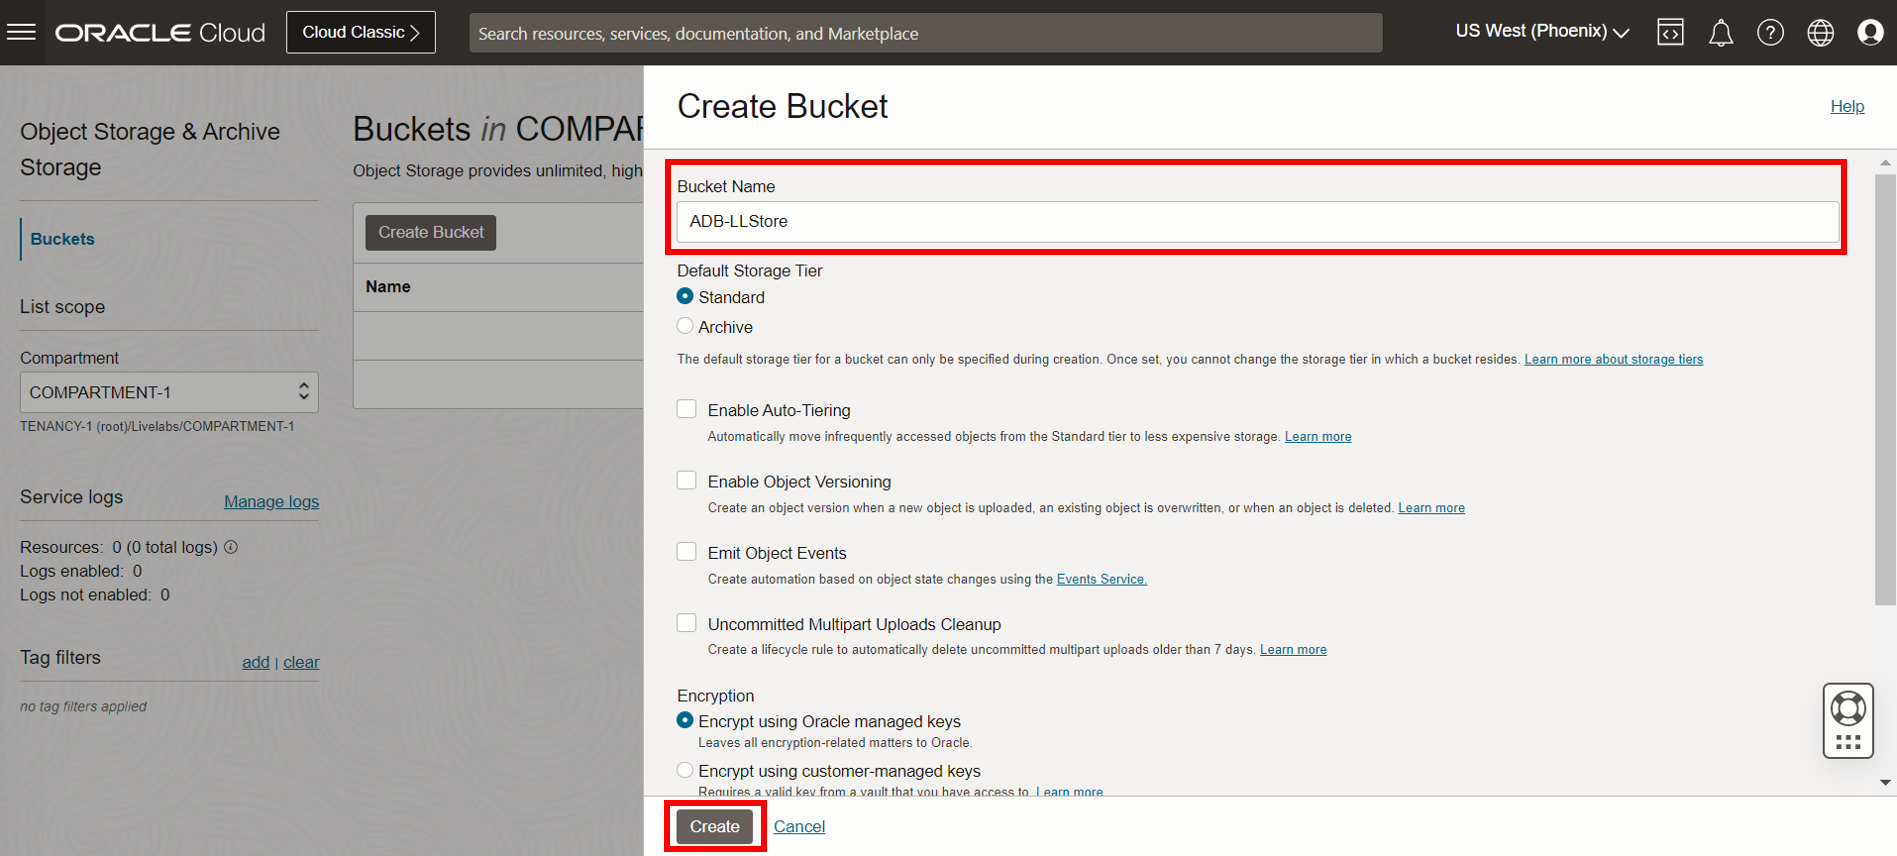 ORACLE Cloud
Cloud Classic
Search resources, services, documentation, and Marketplace
US West (Phoenix)
Object Storage & Archive
Storage
Buckets
List scope
Compartment
COMPARTMENT-1
TENANCY-1 (root)/Livelabs/COMPARTMENT-1
Service logs
Manage logs
Resources: 0 (0 total logs)
Logs enabled: 0
Logs not enabled: 0
Tag filters
add | clear
no tag filters applied
Buckets in COMPAR
Object Storage provides unlimited, high
Create Bucket
Name
Create Bucket
Help
Bucket Name
ADB-LLStore
Default Storage Tier
Standard
Archive
The default storage tier for a bucket can only be specified during creation. Once set, you cannot change the storage tier in which a bucket resides. Learn more about storage tiers
Enable Auto-Tiering
Automatically move infrequently accessed objects from the Standard tier to less expensive storage. Learn more
Enable Object Versioning
Create an object version when a new object is uploaded, an existing object is overwritten, or when an object is deleted. Learn more
Emit Object Events
Create automation based on object state changes using the Events Service.
Uncommitted Multipart Uploads Cleanup
Create a lifecycle rule to automatically delete uncommitted multipart uploads older than 7 days. Learn more
Encryption
Encrypt using Oracle managed keys
Leaves all encryption-related matters to Oracle.
Encrypt using customer-managed keys
Requires a valid key from a vault that you have access to. Learn more
Create
Cancel